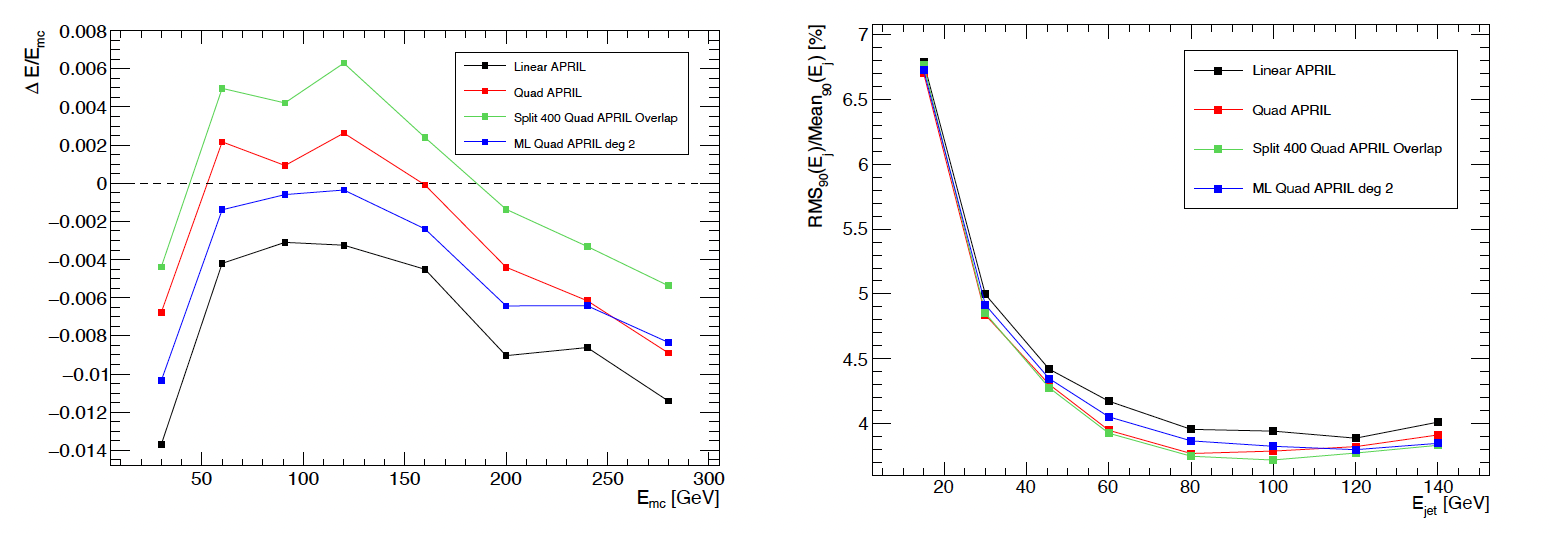 Δ E/E_mc
0.008
0.006
0.004
0.002
0
−0.002
−0.004
−0.006
−0.008
−0.01
−0.012
−0.014
Linear APRIL
Quad APRIL
Split 400 Quad APRIL Overlap
ML Quad APRIL deg 2
50 100 150 200 250 300
E_mc [GeV]
RMS_90(E_j)/Mean_90(E_j) [%]
7
6.5
6
5.5
5
4.5
4
Linear APRIL
Quad APRIL
Split 400 Quad APRIL Overlap
ML Quad APRIL deg 2
20 40 60 80 100 120 140
E_jet [GeV]